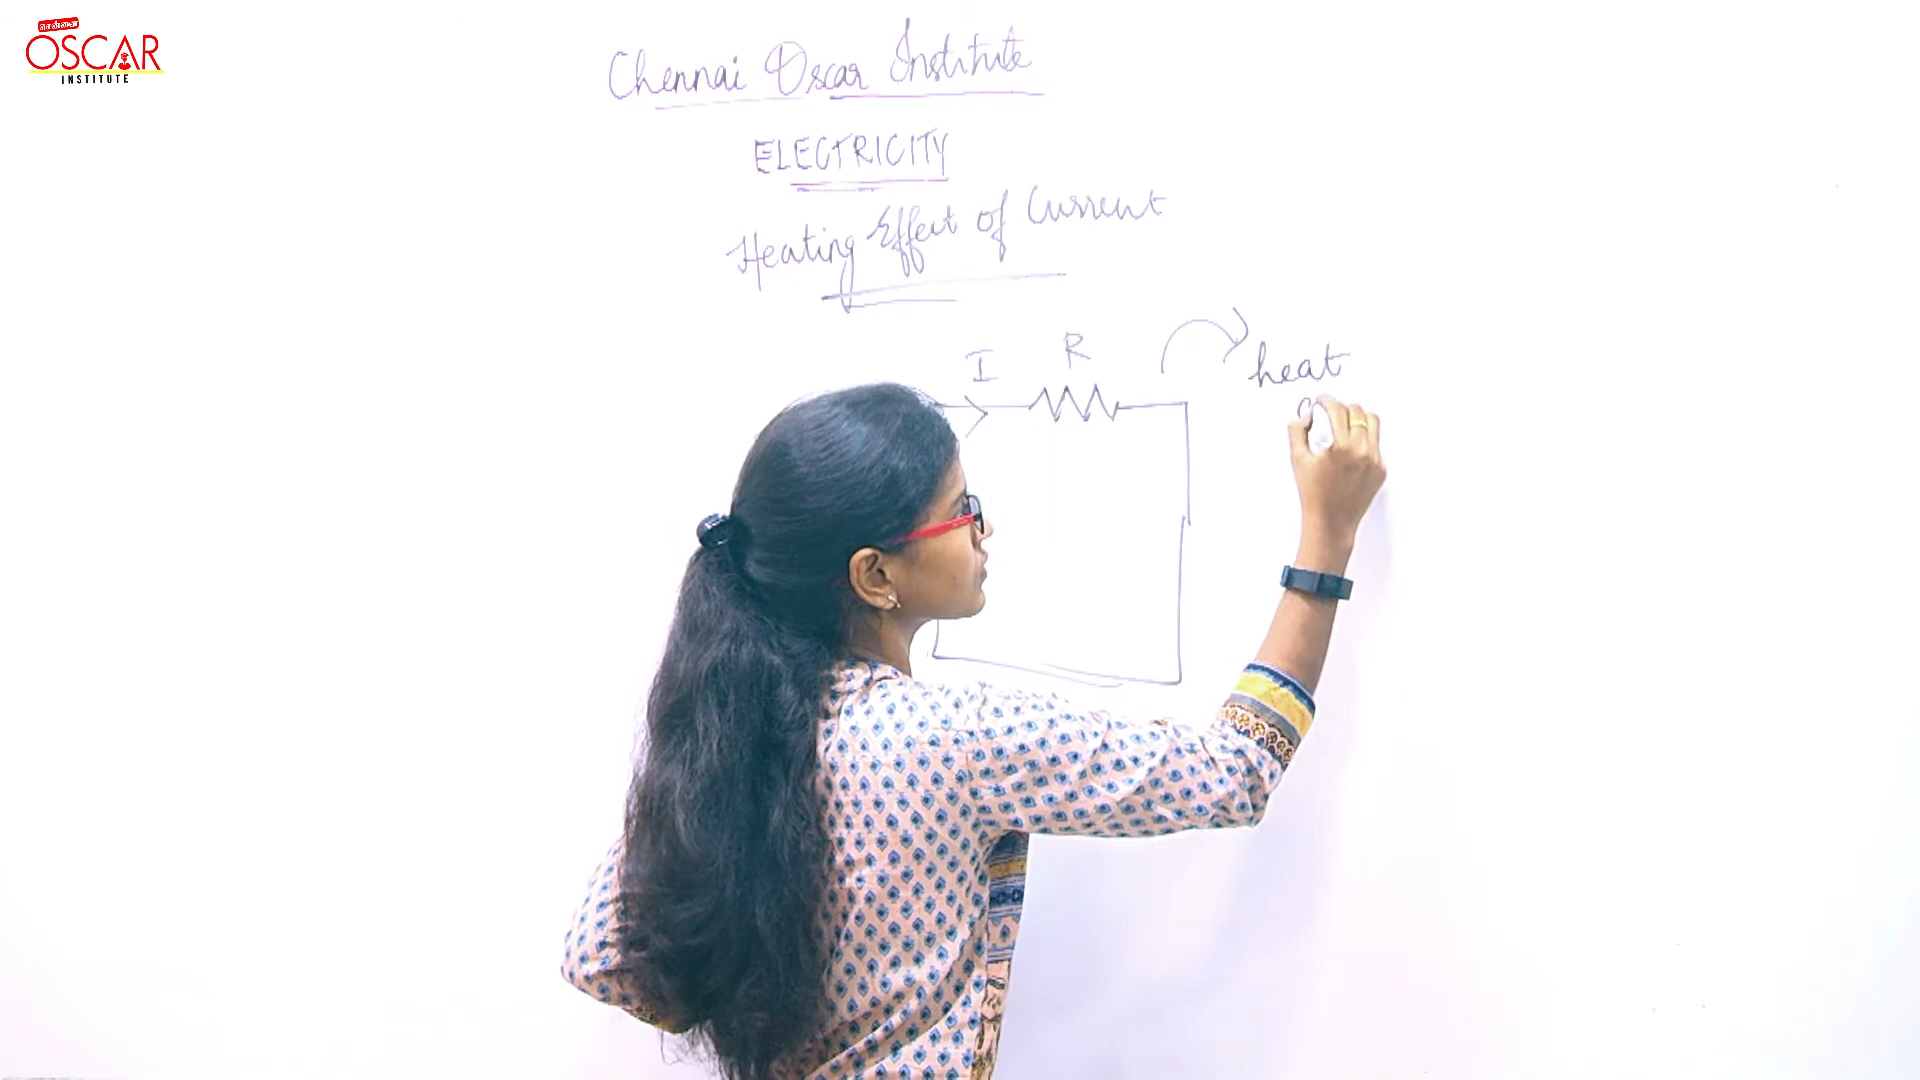 OSCAR
INSTITUTE
Chennai Oscar Institute
ELECTRICITY
Heating Effect of Current
I
R
heat